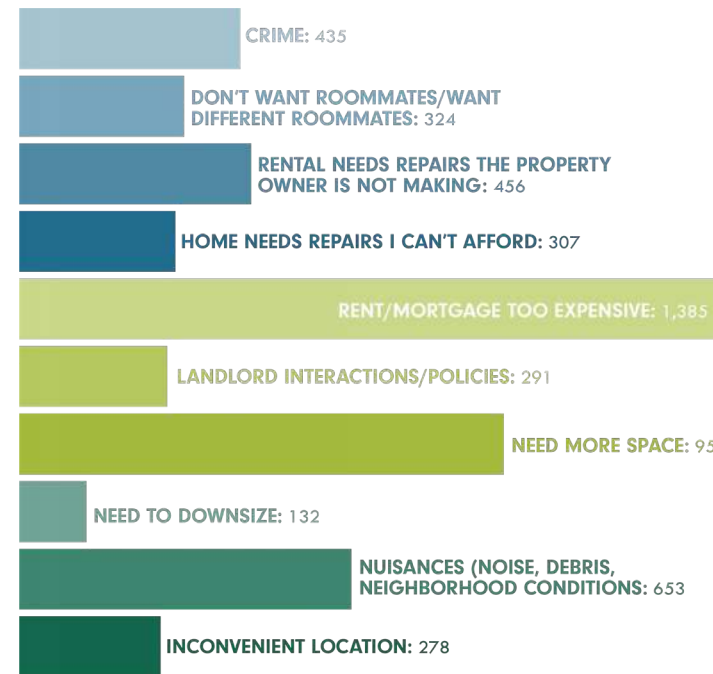 CRIME: 435
DON'T WANT ROOMMATES/WANT
DIFFERENT ROOMMATES: 324
RENTAL NEEDS REPAIRS THE PROPERTY
OWNER IS NOT MAKING: 456
HOME NEEDS REPAIRS I CAN'T AFFORD: 307
RENT/MORTGAGE TOO EXPENSIVE: 1,385
LANDLORD INTERACTIONS/POLICIES: 291
NEED MORE SPACE:
NEED TO DOWNSIZE: 132
NUISANCES (NOISE, DEBRIS,
NEIGHBORHOOD CONDITIONS: 653
INCONVENIENT LOCATION: 278